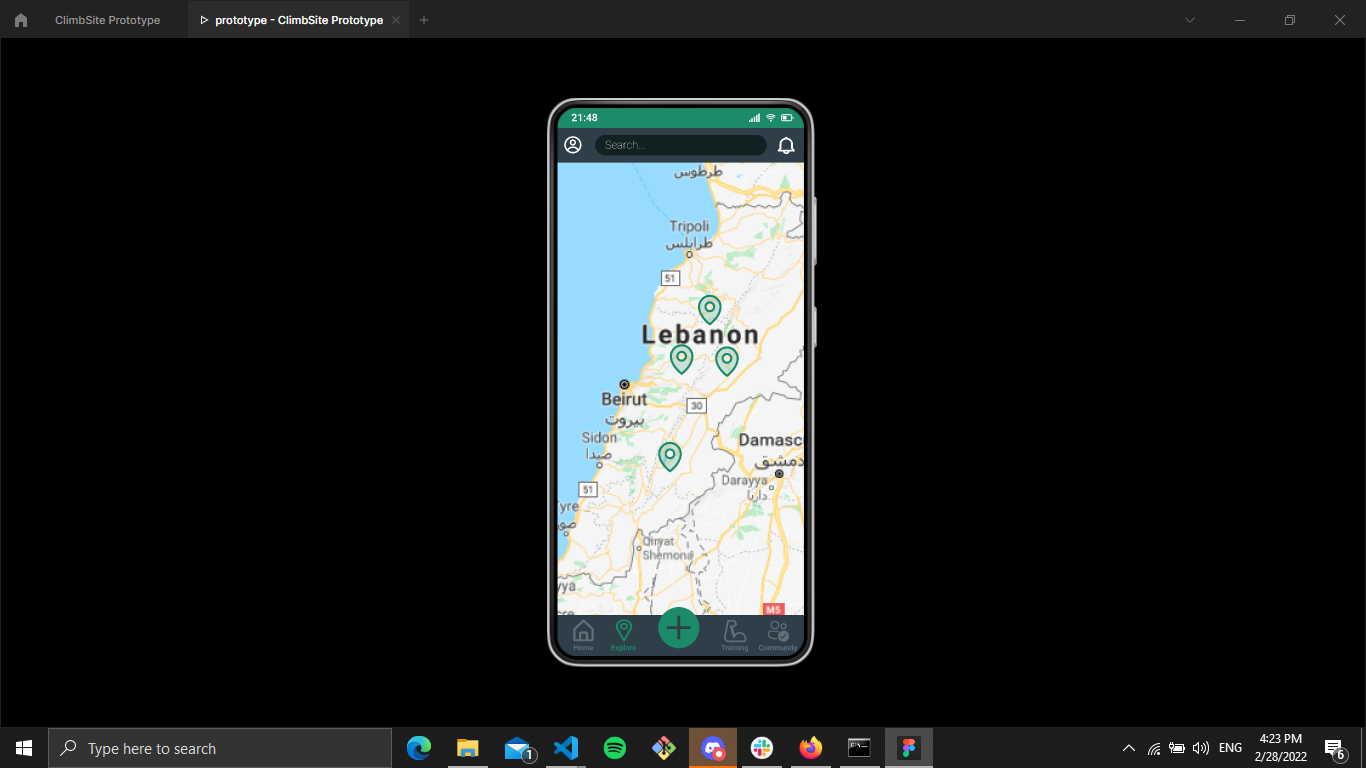 ClimbSite Prototype
prototype - ClimbSite Prototype
21:48
Search...
طرطوس
Tripoli
طرابلس
51
Lebanon
Beirut
بيروت
30
Sidon
صيدا
Damasc
دمشق
Darayya
داريا
51
yre
صور
Qiryat
Shemona
yya
M5
Home
Explore
Training
Community
Type here to search
1
ENG
4:23 PM
2/28/2022
6